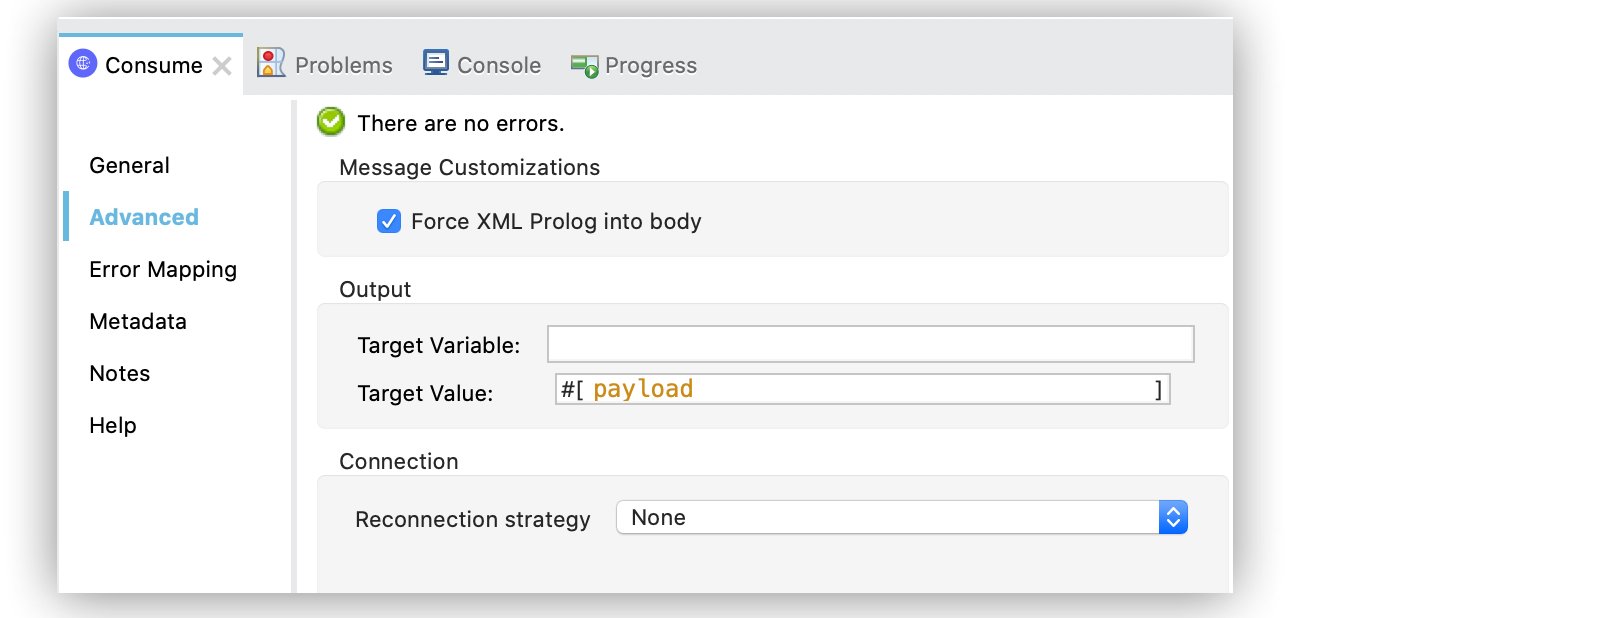 Consume Problems Console Progress
There are no errors.
General
Advanced
Error Mapping
Metadata
Notes
Help
Message Customizations
Force XML Prolog into body
Output
Target Variable:
Target Value: #[ payload ]
Connection
Reconnection strategy None